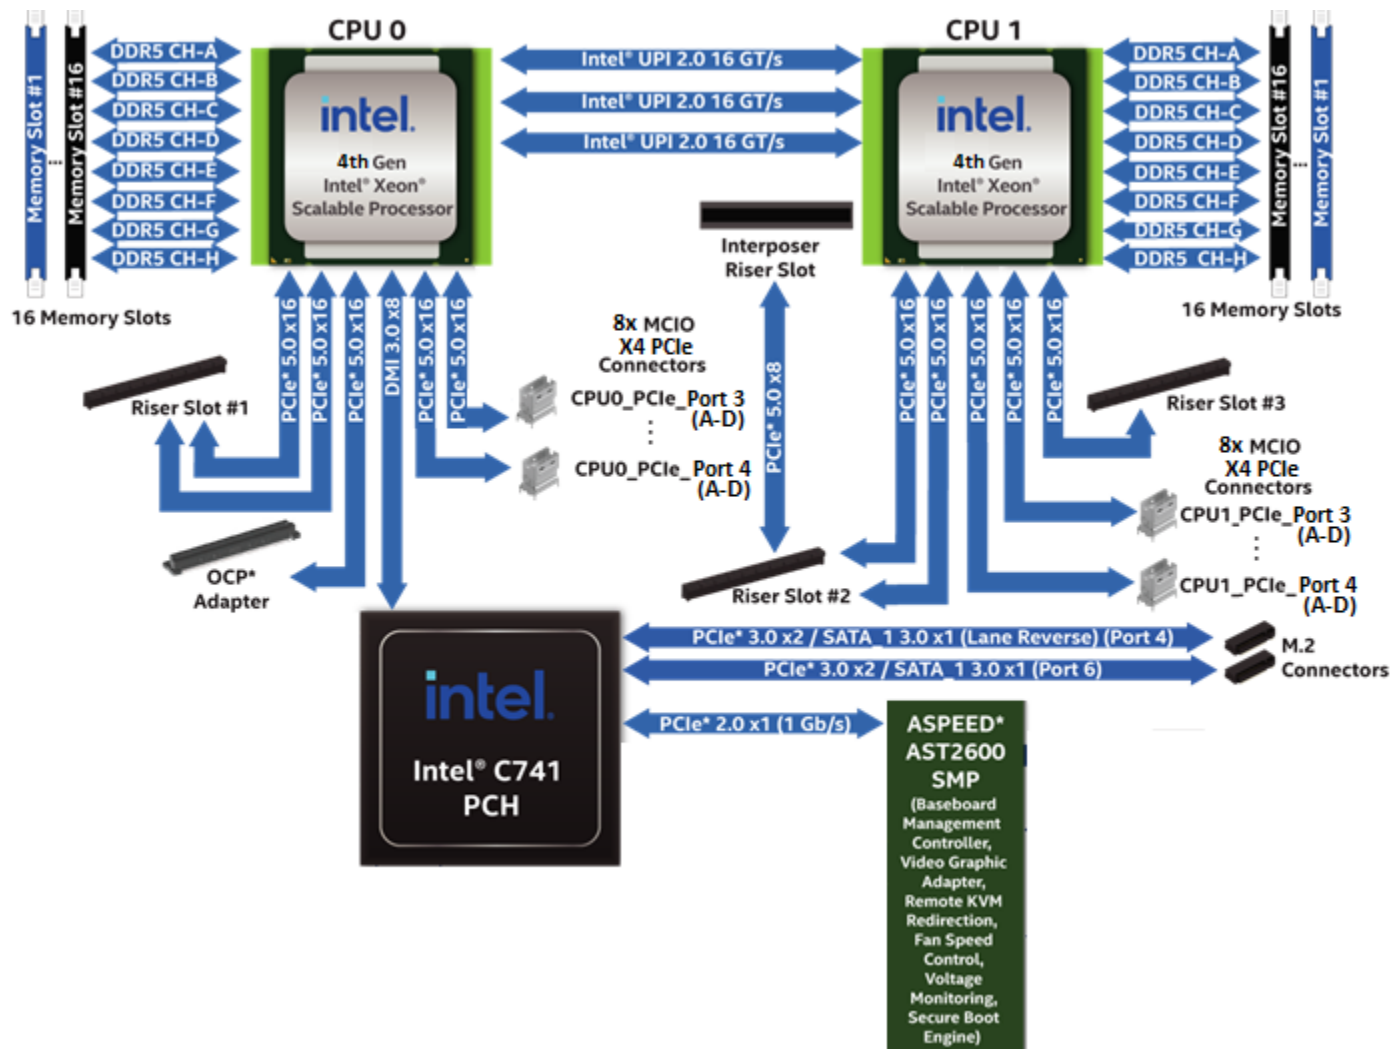 CPU 0
CPU 1
Memory Slot #1
...
Memory Slot #16
DDR5 CH-A
DDR5 CH-B
DDR5 CH-C
DDR5 CH-D
DDR5 CH-E
DDR5 CH-F
DDR5 CH-G
DDR5 CH-H
16 Memory Slots
intel.
4th Gen
Intel® Xeon®
Scalable Processor
Intel® UPI 2.0 16 GT/s
Intel® UPI 2.0 16 GT/s
Intel® UPI 2.0 16 GT/s
intel.
4th Gen
Intel® Xeon®
Scalable Processor
DDR5 CH-A
DDR5 CH-B
DDR5 CH-C
DDR5 CH-D
DDR5 CH-E
DDR5 CH-F
DDR5 CH-G
DDR5 CH-H
Memory Slot #16
...
Memory Slot #1
16 Memory Slots
Interposer
Riser Slot
PCIe* 5.0 x16
PCIe* 5.0 x16
PCIe* 5.0 x16
DMI 3.0 x8
PCIe* 5.0 x16
PCIe* 5.0 x16
8x MCIO
X4 PCIe
Connectors
CPU0_PCIe_Port 3
(A-D)
CPU0_PCIe_Port 4
(A-D)
Riser Slot #1
OCP*
Adapter
PCIe* 5.0 x8
Riser Slot #2
PCIe* 5.0 x16
PCIe* 5.0 x16
PCIe* 5.0 x16
PCIe* 5.0 x16
PCIe* 5.0 x16
Riser Slot #3
8x MCIO
X4 PCIe
Connectors
CPU1_PCIe_Port 3
(A-D)
CPU1_PCIe_Port 4
(A-D)
PCIe* 3.0 x2 / SATA_1 3.0 x1 (Lane Reverse) (Port 4)
PCIe* 3.0 x2 / SATA_1 3.0 x1 (Port 6)
M.2
Connectors
PCIe* 2.0 x1 (1 Gb/s)
intel.
Intel® C741
PCH
ASPEED*
AST2600
SMP
(Baseboard
Management
Controller,
Video Graphic
Adapter,
Remote KVM
Redirection,
Fan Speed
Control,
Voltage
Monitoring,
Secure Boot
Engine)